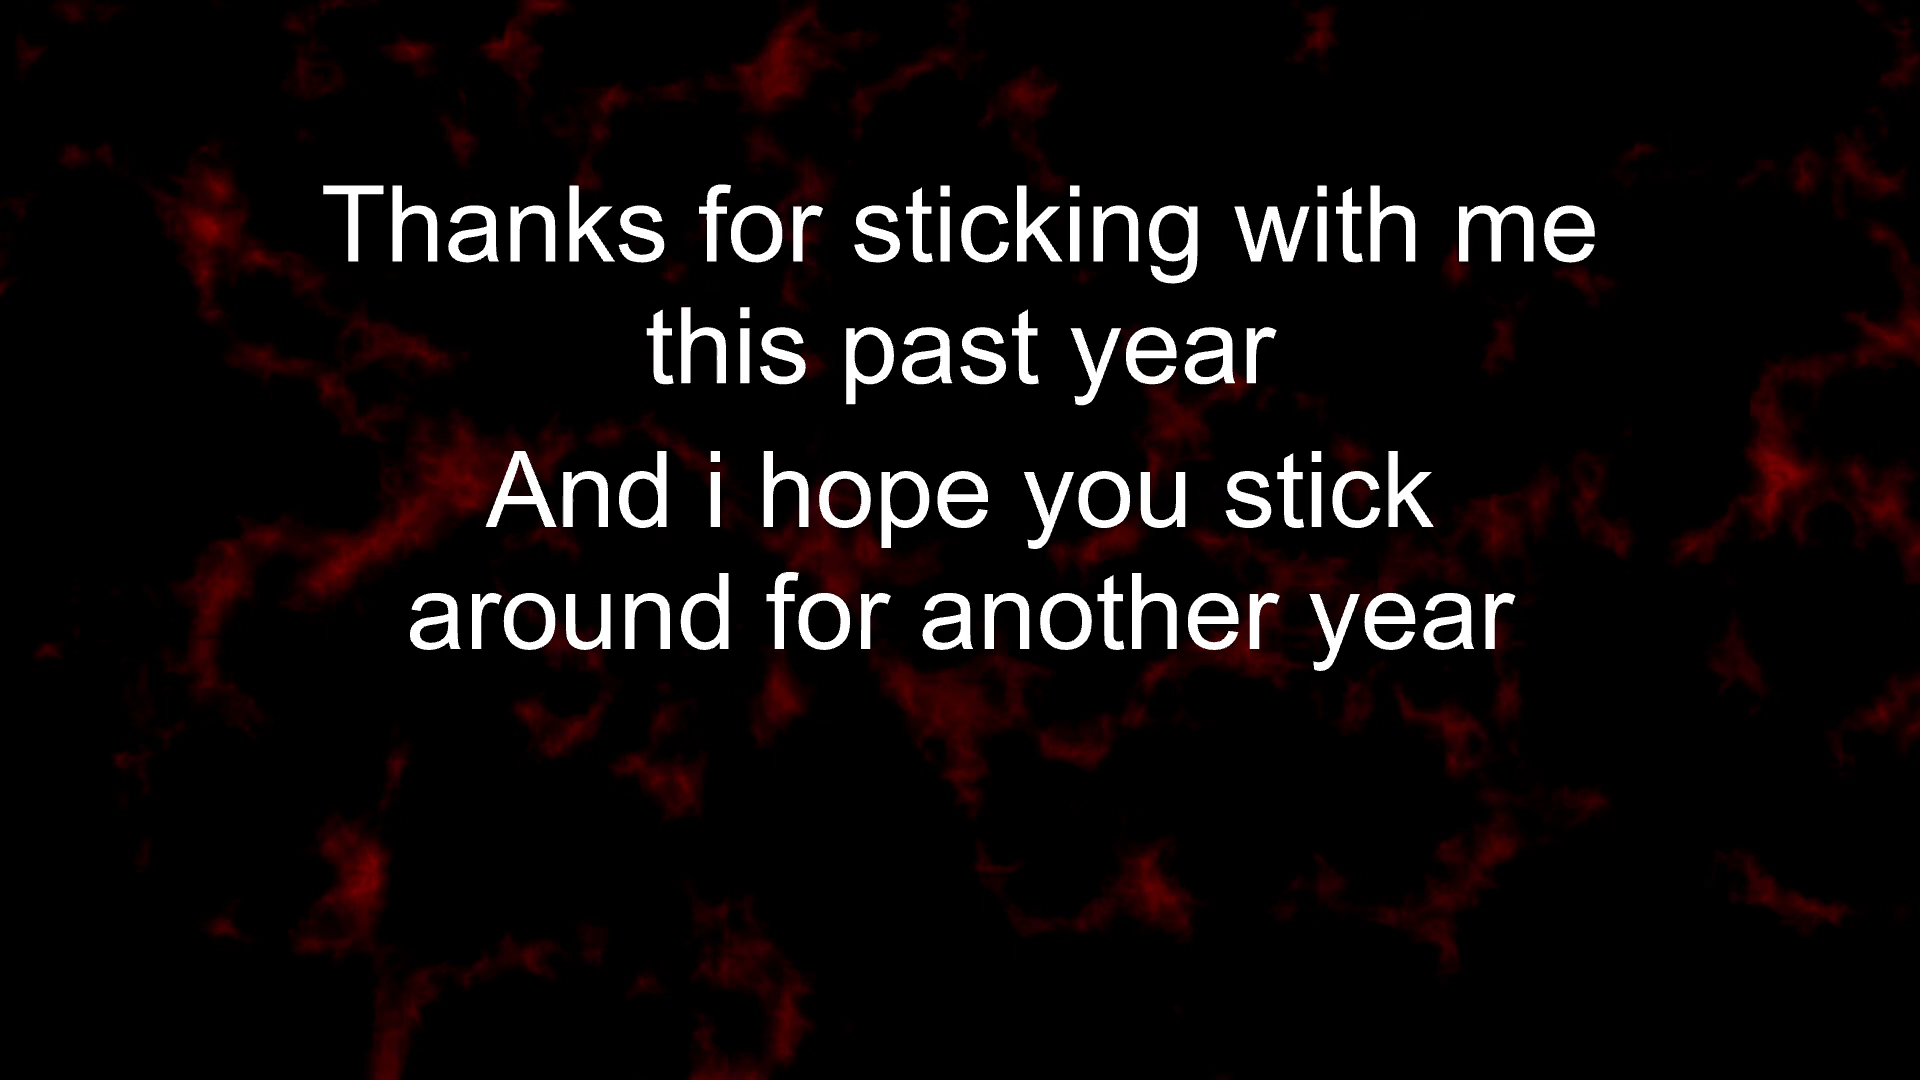 Thanks for sticking with me
this past year
And i hope you stick
around for another year